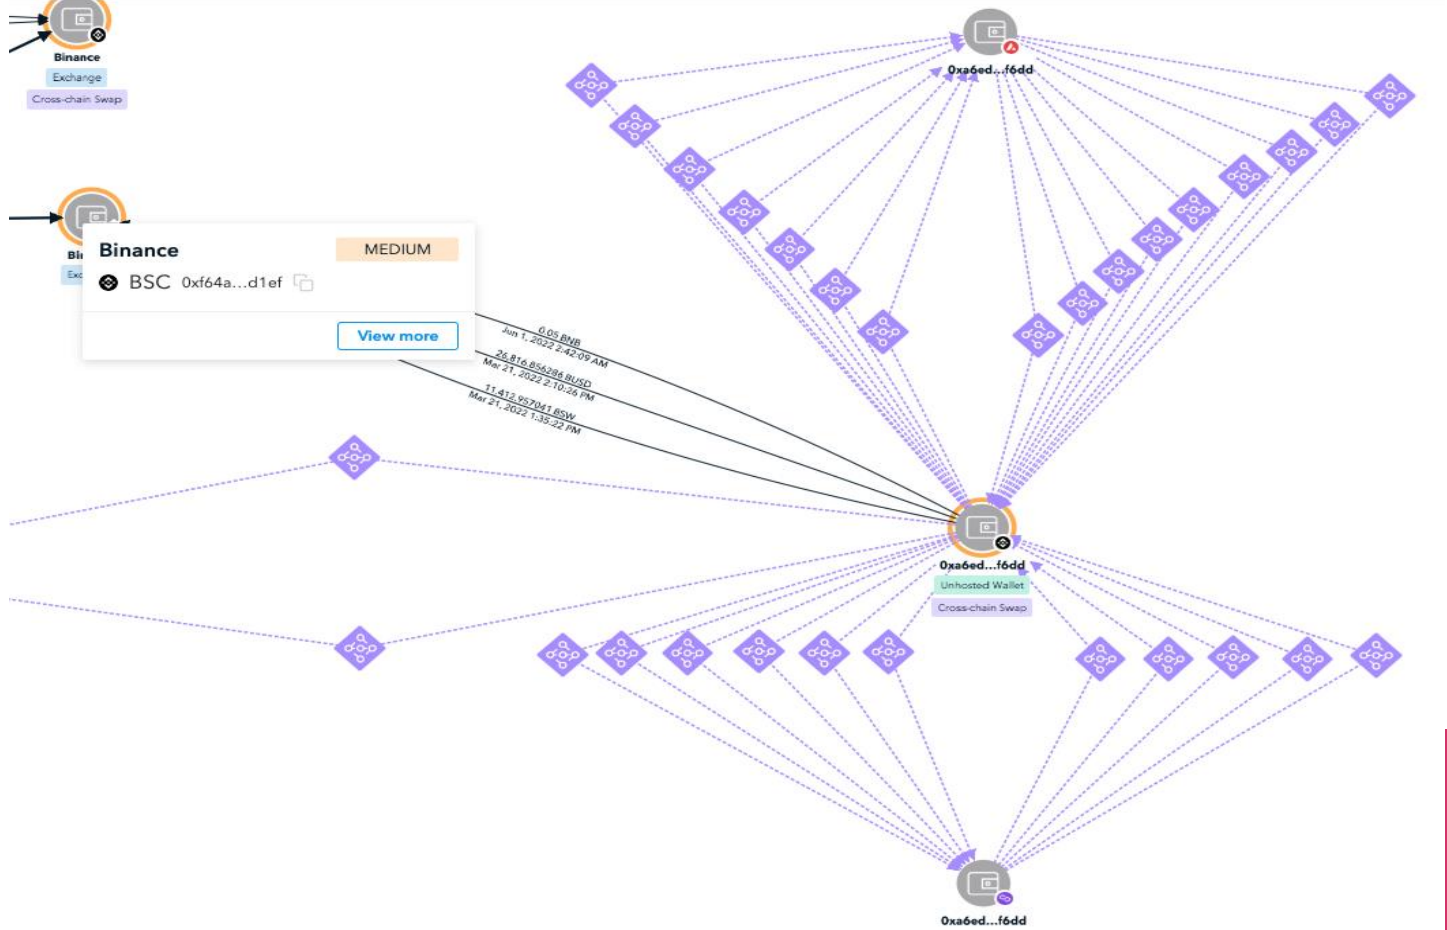 Binance
Exchange
Cross-chain Swap
0xa6ed...f6dd
Bi
Exc
Binance
MEDIUM
BSC 0xf64a...d1ef
View more
0.05 BNB
Jun 1, 2022 2:42:09 AM
26,816.856286 BUSD
Mar 21, 2022 2:10:26 PM
11,412.957041 BSW
Mar 21, 2022 1:35:22 PM
0xa6ed...f6dd
Unhosted Wallet
Cross-chain Swap
0xa6ed...f6dd